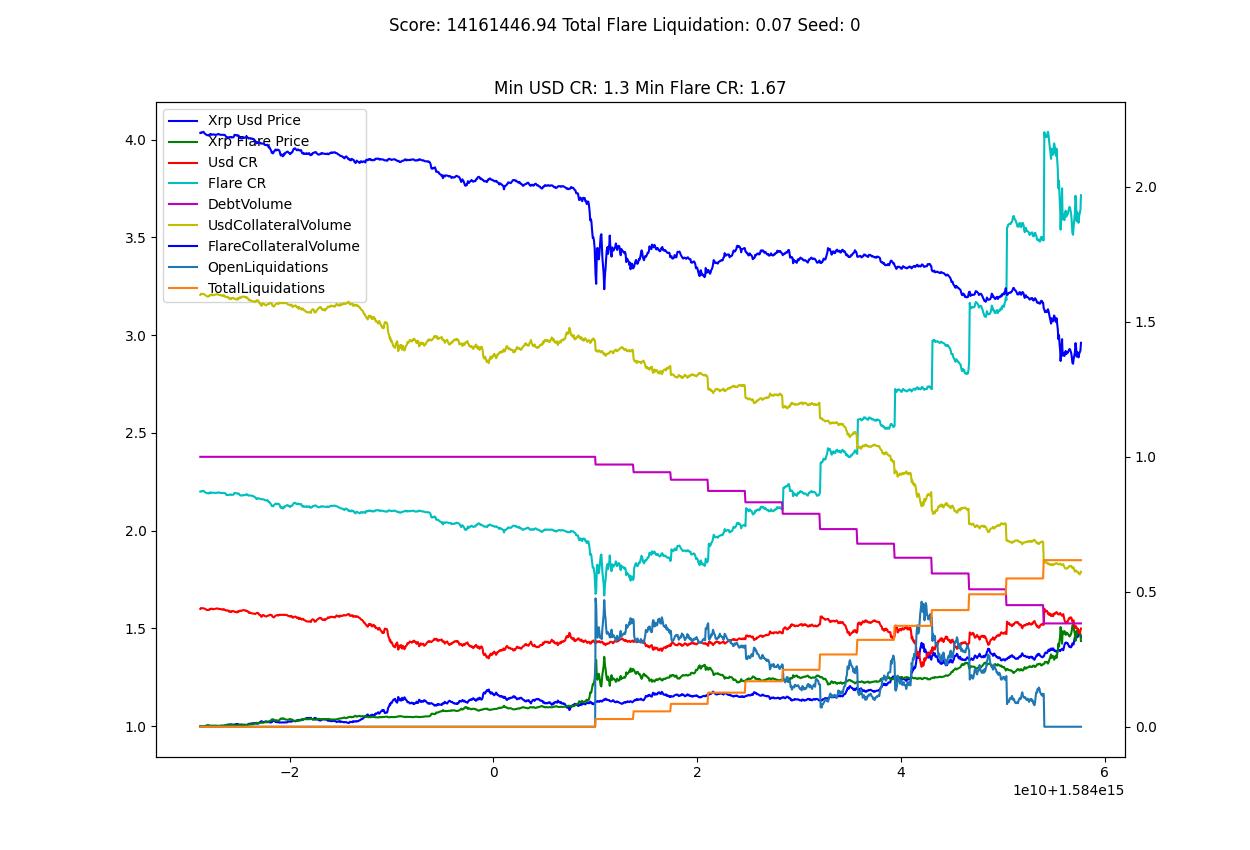 Score: 14161446.94 Total Flare Liquidation: 0.07 Seed: 0
Min USD CR: 1.3 Min Flare CR: 1.67
Xrp Usd Price
Xrp Flare Price
Usd CR
Flare CR
DebtVolume
UsdCollateralVolume
FlareCollateralVolume
OpenLiquidations
TotalLiquidations
4.0
3.5
3.0
2.5
2.0
1.5
1.0
2.0
1.5
1.0
0.5
0.0
−2 0 2 4 6
1e10+1.584e15